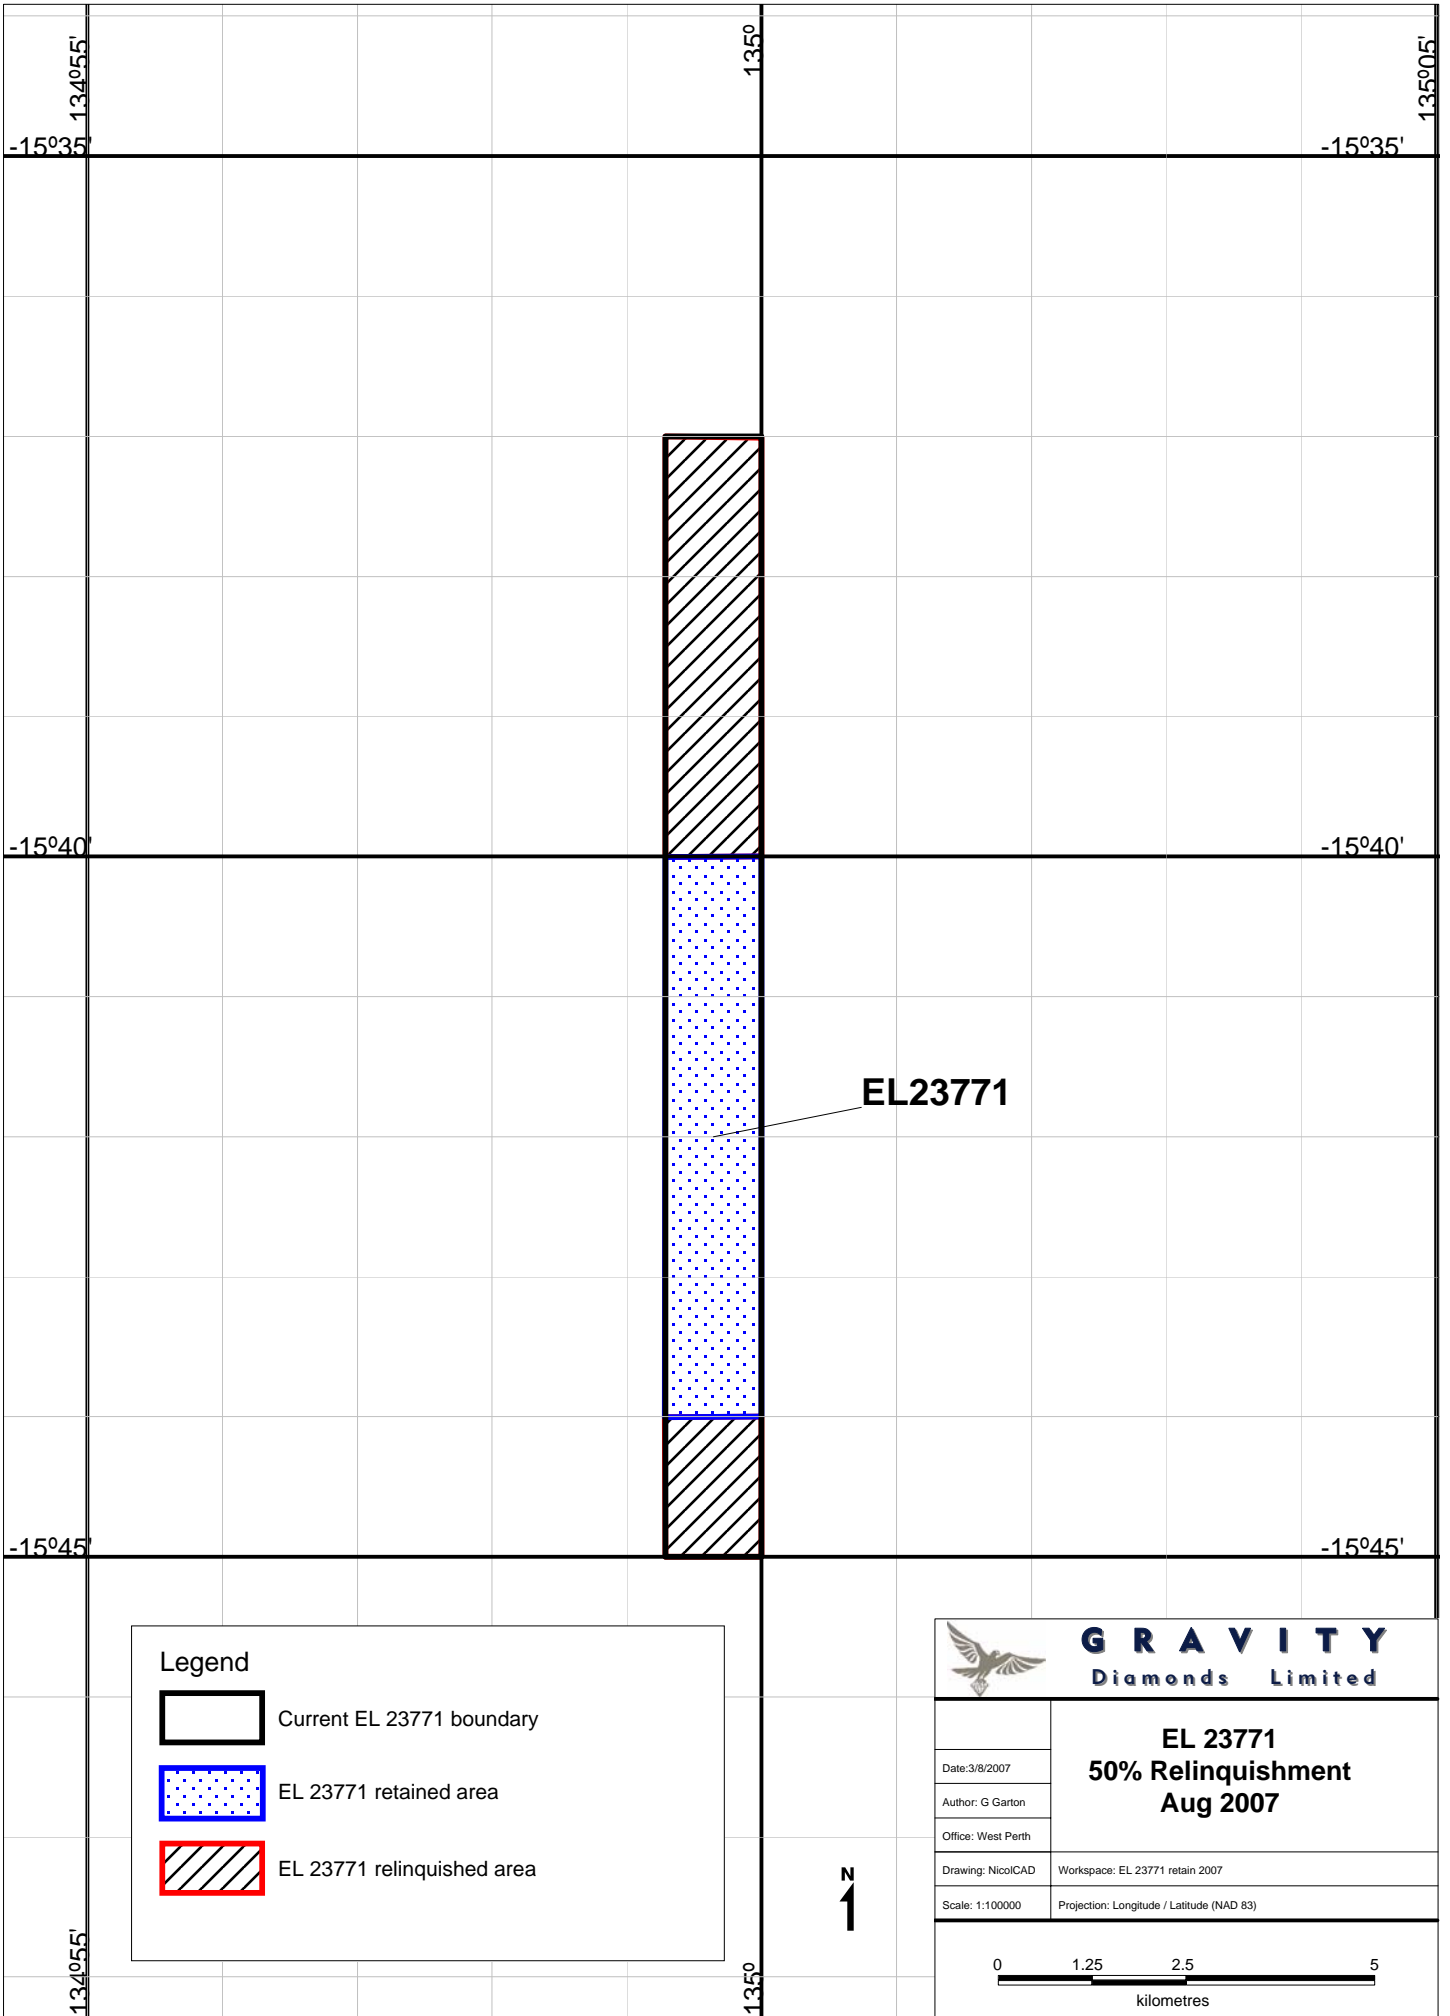 134º55'
135º
135º05'
-15º35'
-15º35'
-15º40'
-15º40'
EL23771
-15º45'
-15º45'
Legend
Current EL 23771 boundary
EL 23771 retained area
EL 23771 relinquished area
N
GRAVITY
Diamonds Limited
EL 23771
50% Relinquishment
Aug 2007
Date:3/8/2007
Author: G Garton
Office: West Perth
Drawing: NicolCAD
Workspace: EL 23771 retain 2007
Scale: 1:100000
Projection: Longitude / Latitude (NAD 83)
0 1.25 2.5 5
kilometres
134º55'
135º